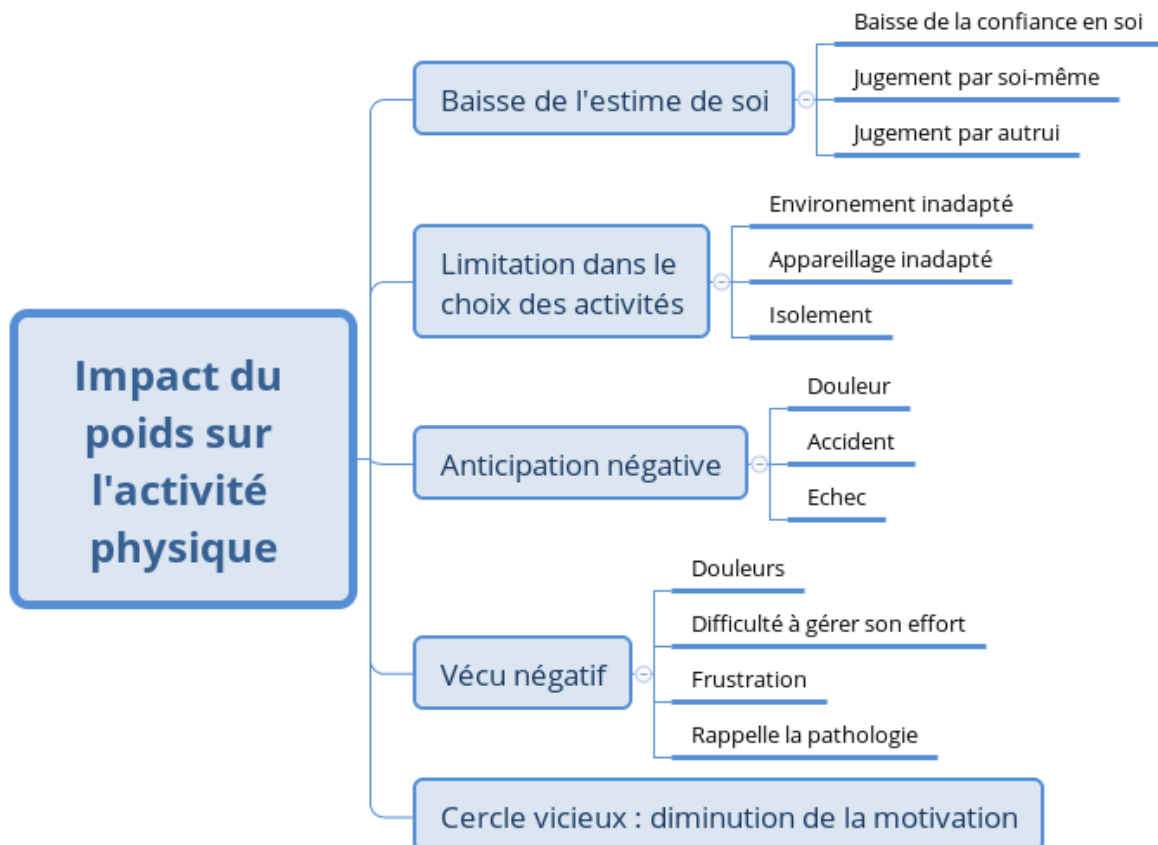 Impact du
poids sur
l'activité
physique
Baisse de l'estime de soi
Baisse de la confiance en soi
Jugement par soi-même
Jugement par autrui
Limitation dans le
choix des activités
Environement inadapté
Appareillage inadapté
Isolement
Anticipation négative
Douleur
Accident
Echec
Vécu négatif
Douleurs
Difficulté à gérer son effort
Frustration
Rappelle la pathologie
Cercle vicieux : diminution de la motivation